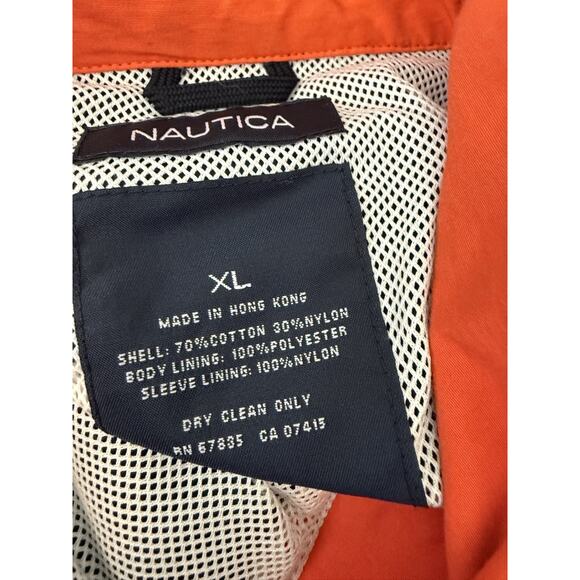 NAUTICA
XL
MADE IN HONG KONG
SHELL: 70%COTTON 30%NYLON
BODY LINING: 100%POLYESTER
SLEEVE LINING: 100%NYLON
DRY CLEAN ONLY
RN 67835 CA 07415